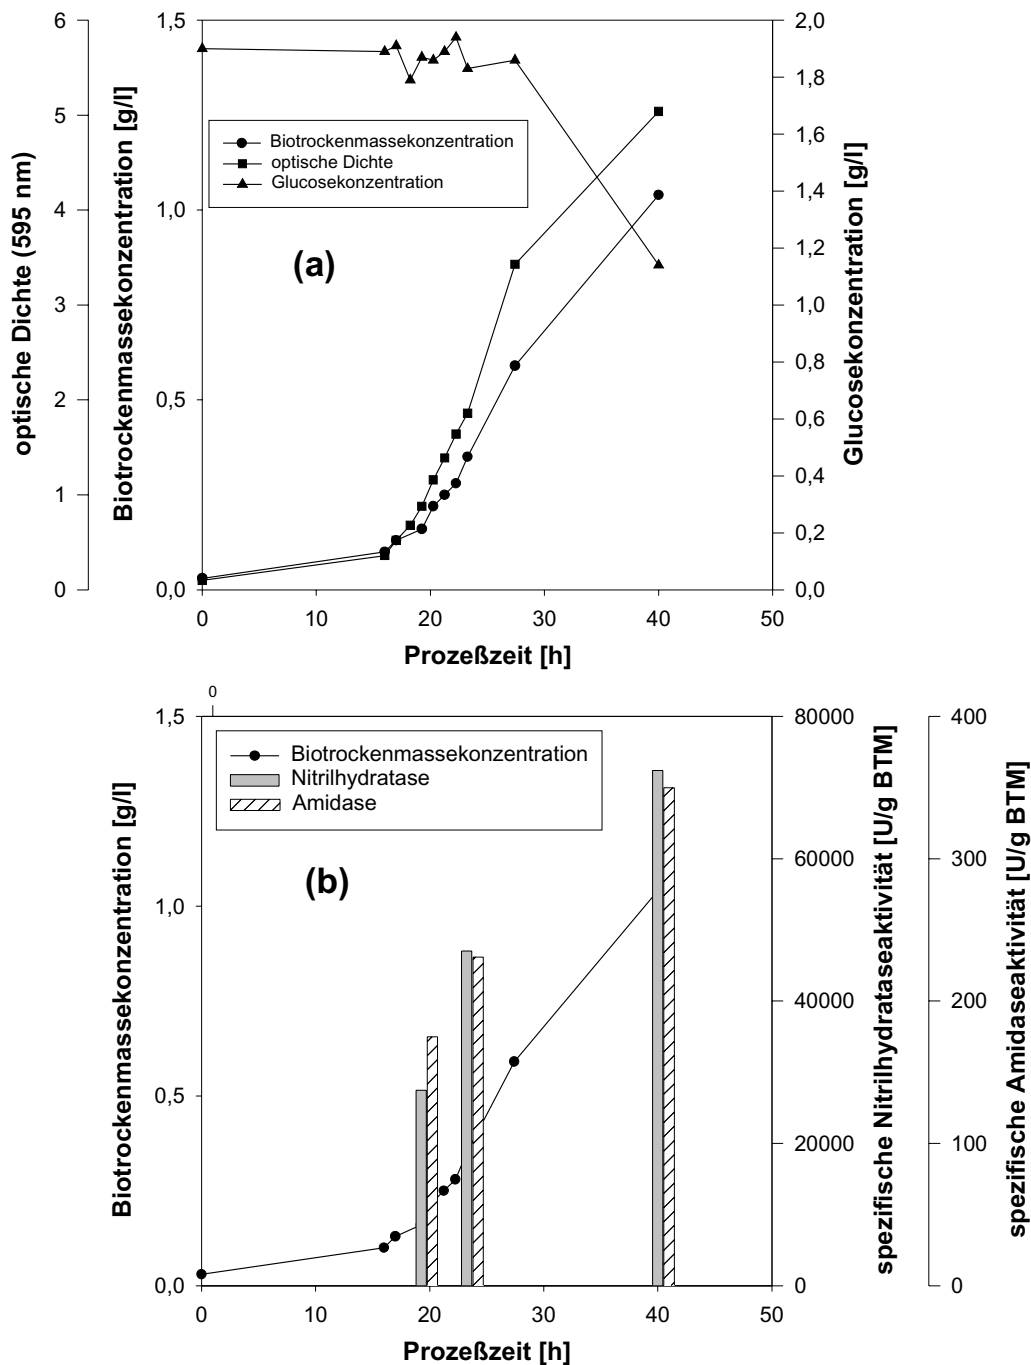 6
5
4
3
2
1
0
optische Dichte (595 nm)
1,5
1,0
0,5
0,0
Biotrockenmassekonzentration [g/l]
Biotrockenmassekonzentration
optische Dichte
Glucosekonzentration
(a)
2,0
1,8
1,6
1,4
1,2
1,0
0,8
0,6
0,4
0,2
0,0
Glucosekonzentration [g/l]
0 10 20 30 40 50
Prozeßzeit [h]
0
1,5
1,0
0,5
0,0
Biotrockenmassekonzentration [g/l]
Biotrockenmassekonzentration
Nitrilhydratase
Amidase
(b)
80000
60000
40000
20000
0
spezifische Nitrilhydrataseaktivität [U/g BTM]
400
300
200
100
0
spezifische Amidaseaktivität [U/g BTM]
0 10 20 30 40 50
Prozeßzeit [h]